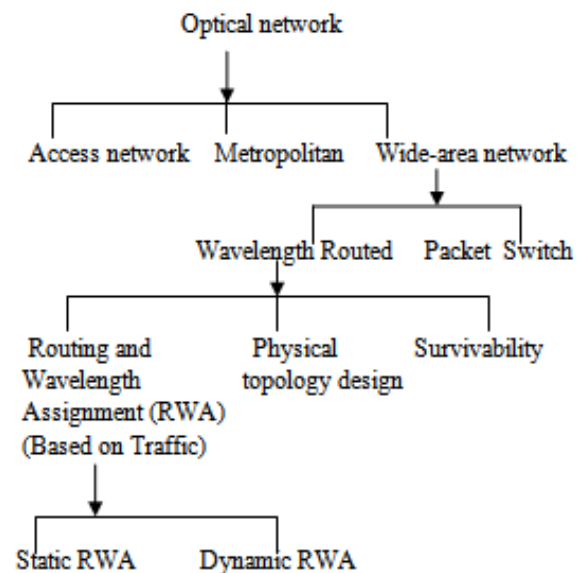 Optical network
Access network Metropolitan Wide-area network
Wavelength Routed Packet Switch
Routing and
Wavelength
Assignment (RWA)
(Based on Traffic)
Physical
topology design
Survivability
Static RWA Dynamic RWA